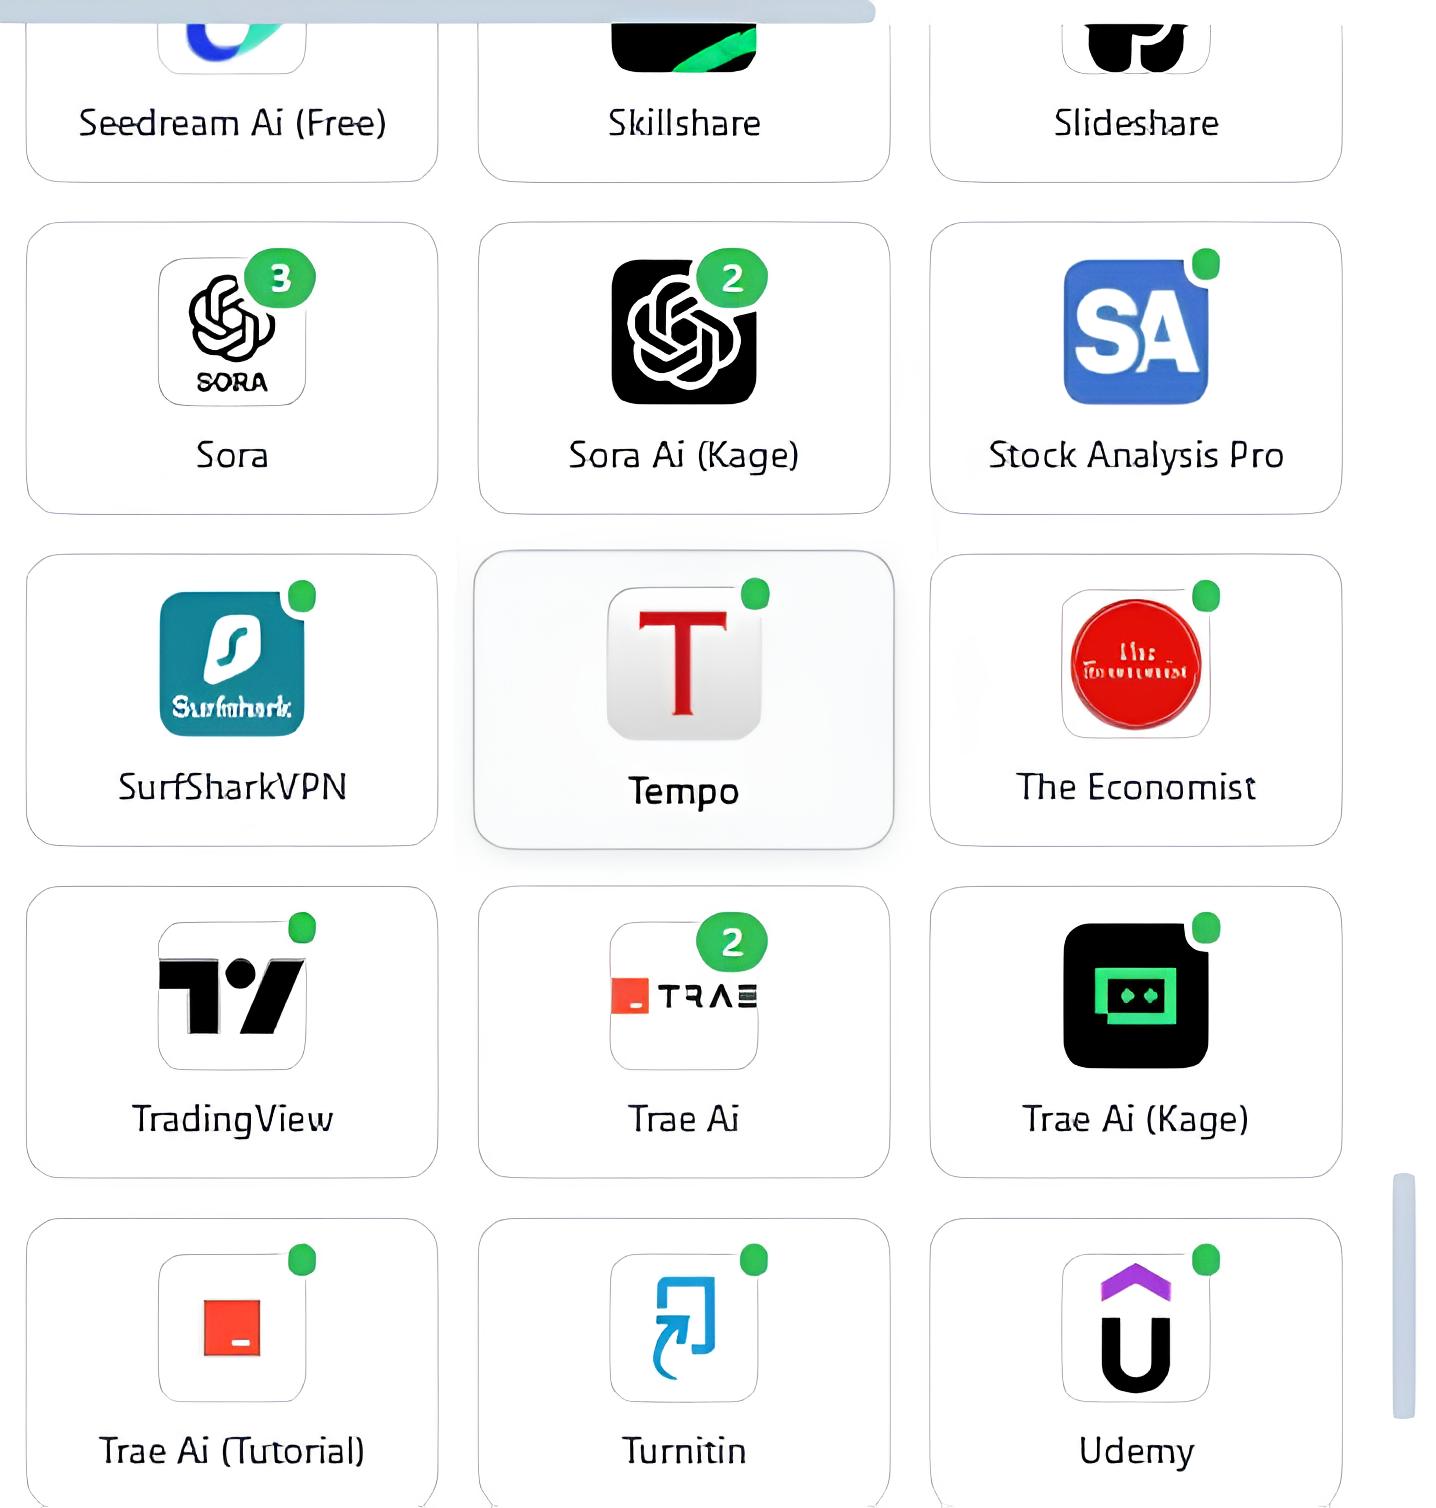 Seedream Ai (Free)
Skillshare
Slideshare
3
SORA
Sora
2
Sora Ai (Kage)
SA
Stock Analysis Pro
Surfshark
SurfSharkVPN
T
Tempo
The
Economist
The Economist
TradingView
2
TRAE
Trae Ai
Trae Ai (Kage)
Trae Ai (Tutorial)
Turnitin
U
Udemy